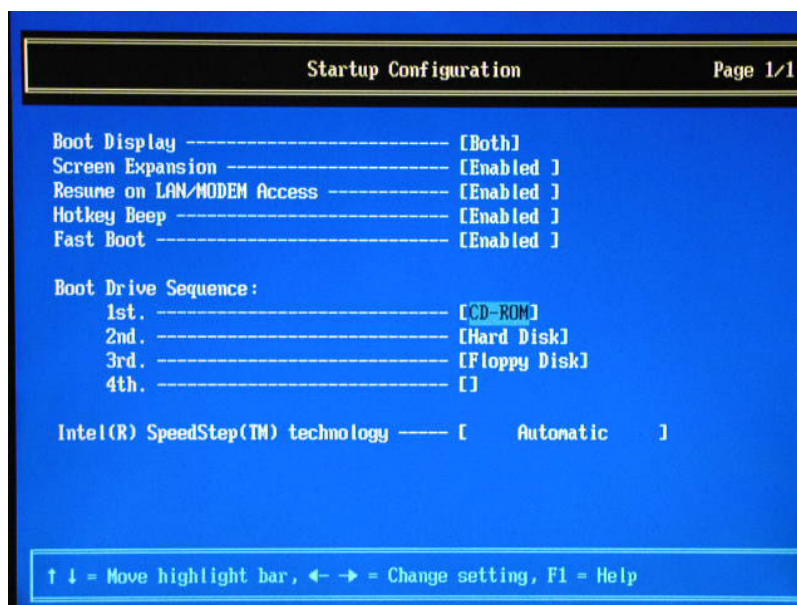 Startup Configuration Page 1/1
Boot Display -------------------------- [Both]
Screen Expansion ---------------------- [Enabled ]
Resume on LAN/MODEM Access ------------ [Enabled ]
Hotkey Beep --------------------------- [Enabled ]
Fast Boot ----------------------------- [Enabled ]
Boot Drive Sequence:
1st. ----------------------------- [CD-ROM]
2nd. ----------------------------- [Hard Disk]
3rd. ----------------------------- [Floppy Disk]
4th. ----------------------------- []
Intel(R) SpeedStep(TM) technology ----- [ Automatic ]
↑ ↓ = Move highlight bar, ← → = Change setting, F1 = Help